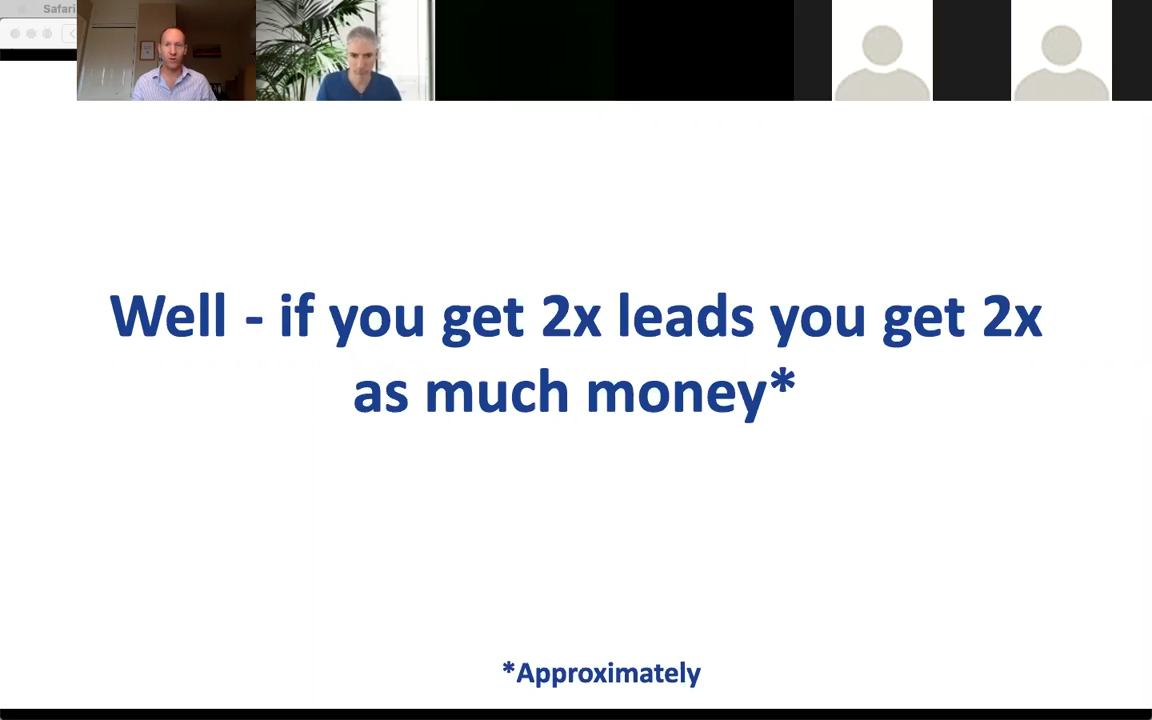 Safari
Well - if you get 2x leads you get 2x
as much money*
*Approximately